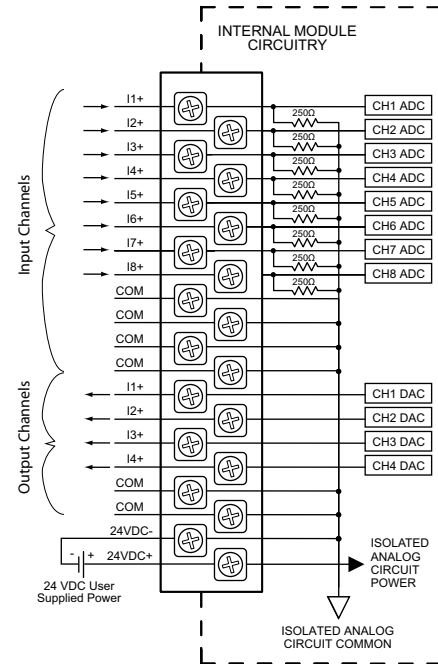 INTERNAL MODULE
CIRCUITRY
I1+
I2+
I3+
I4+
I5+
I6+
I7+
I8+
COM
COM
COM
COM
I1+
I2+
I3+
I4+
COM
COM
24VDC-
24VDC+
Input Channels
Output Channels
- +
24 VDC User
Supplied Power
250Ω
250Ω
250Ω
250Ω
250Ω
250Ω
250Ω
250Ω
CH1 ADC
CH2 ADC
CH3 ADC
CH4 ADC
CH5 ADC
CH6 ADC
CH7 ADC
CH8 ADC
CH1 DAC
CH2 DAC
CH3 DAC
CH4 DAC
ISOLATED
ANALOG
CIRCUIT
POWER
ISOLATED ANALOG
CIRCUIT COMMON